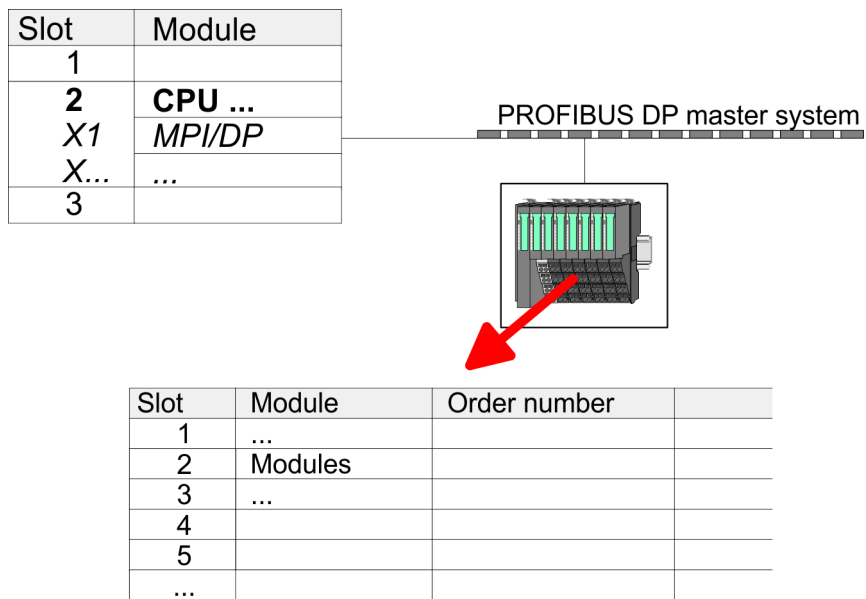 Slot Module
1
2 CPU ...
X1 MPI/DP
X... ...
3
PROFIBUS DP master system
Slot Module Order number
1 ...
2 Modules
3 ...
4
5
...